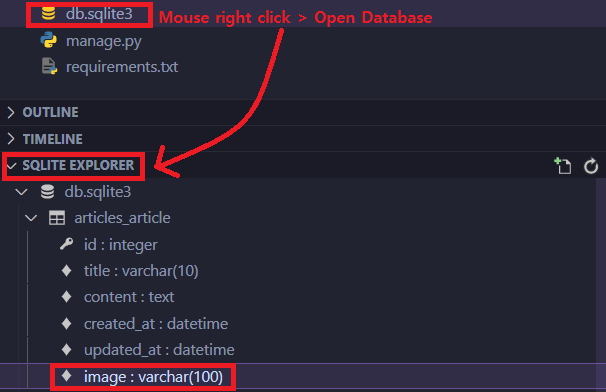 db.sqlite3 Mouse right click > Open Database
manage.py
requirements.txt
OUTLINE
TIMELINE
SQLITE EXPLORER
db.sqlite3
articles_article
id : integer
title : varchar(10)
content : text
created_at : datetime
updated_at : datetime
image : varchar(100)